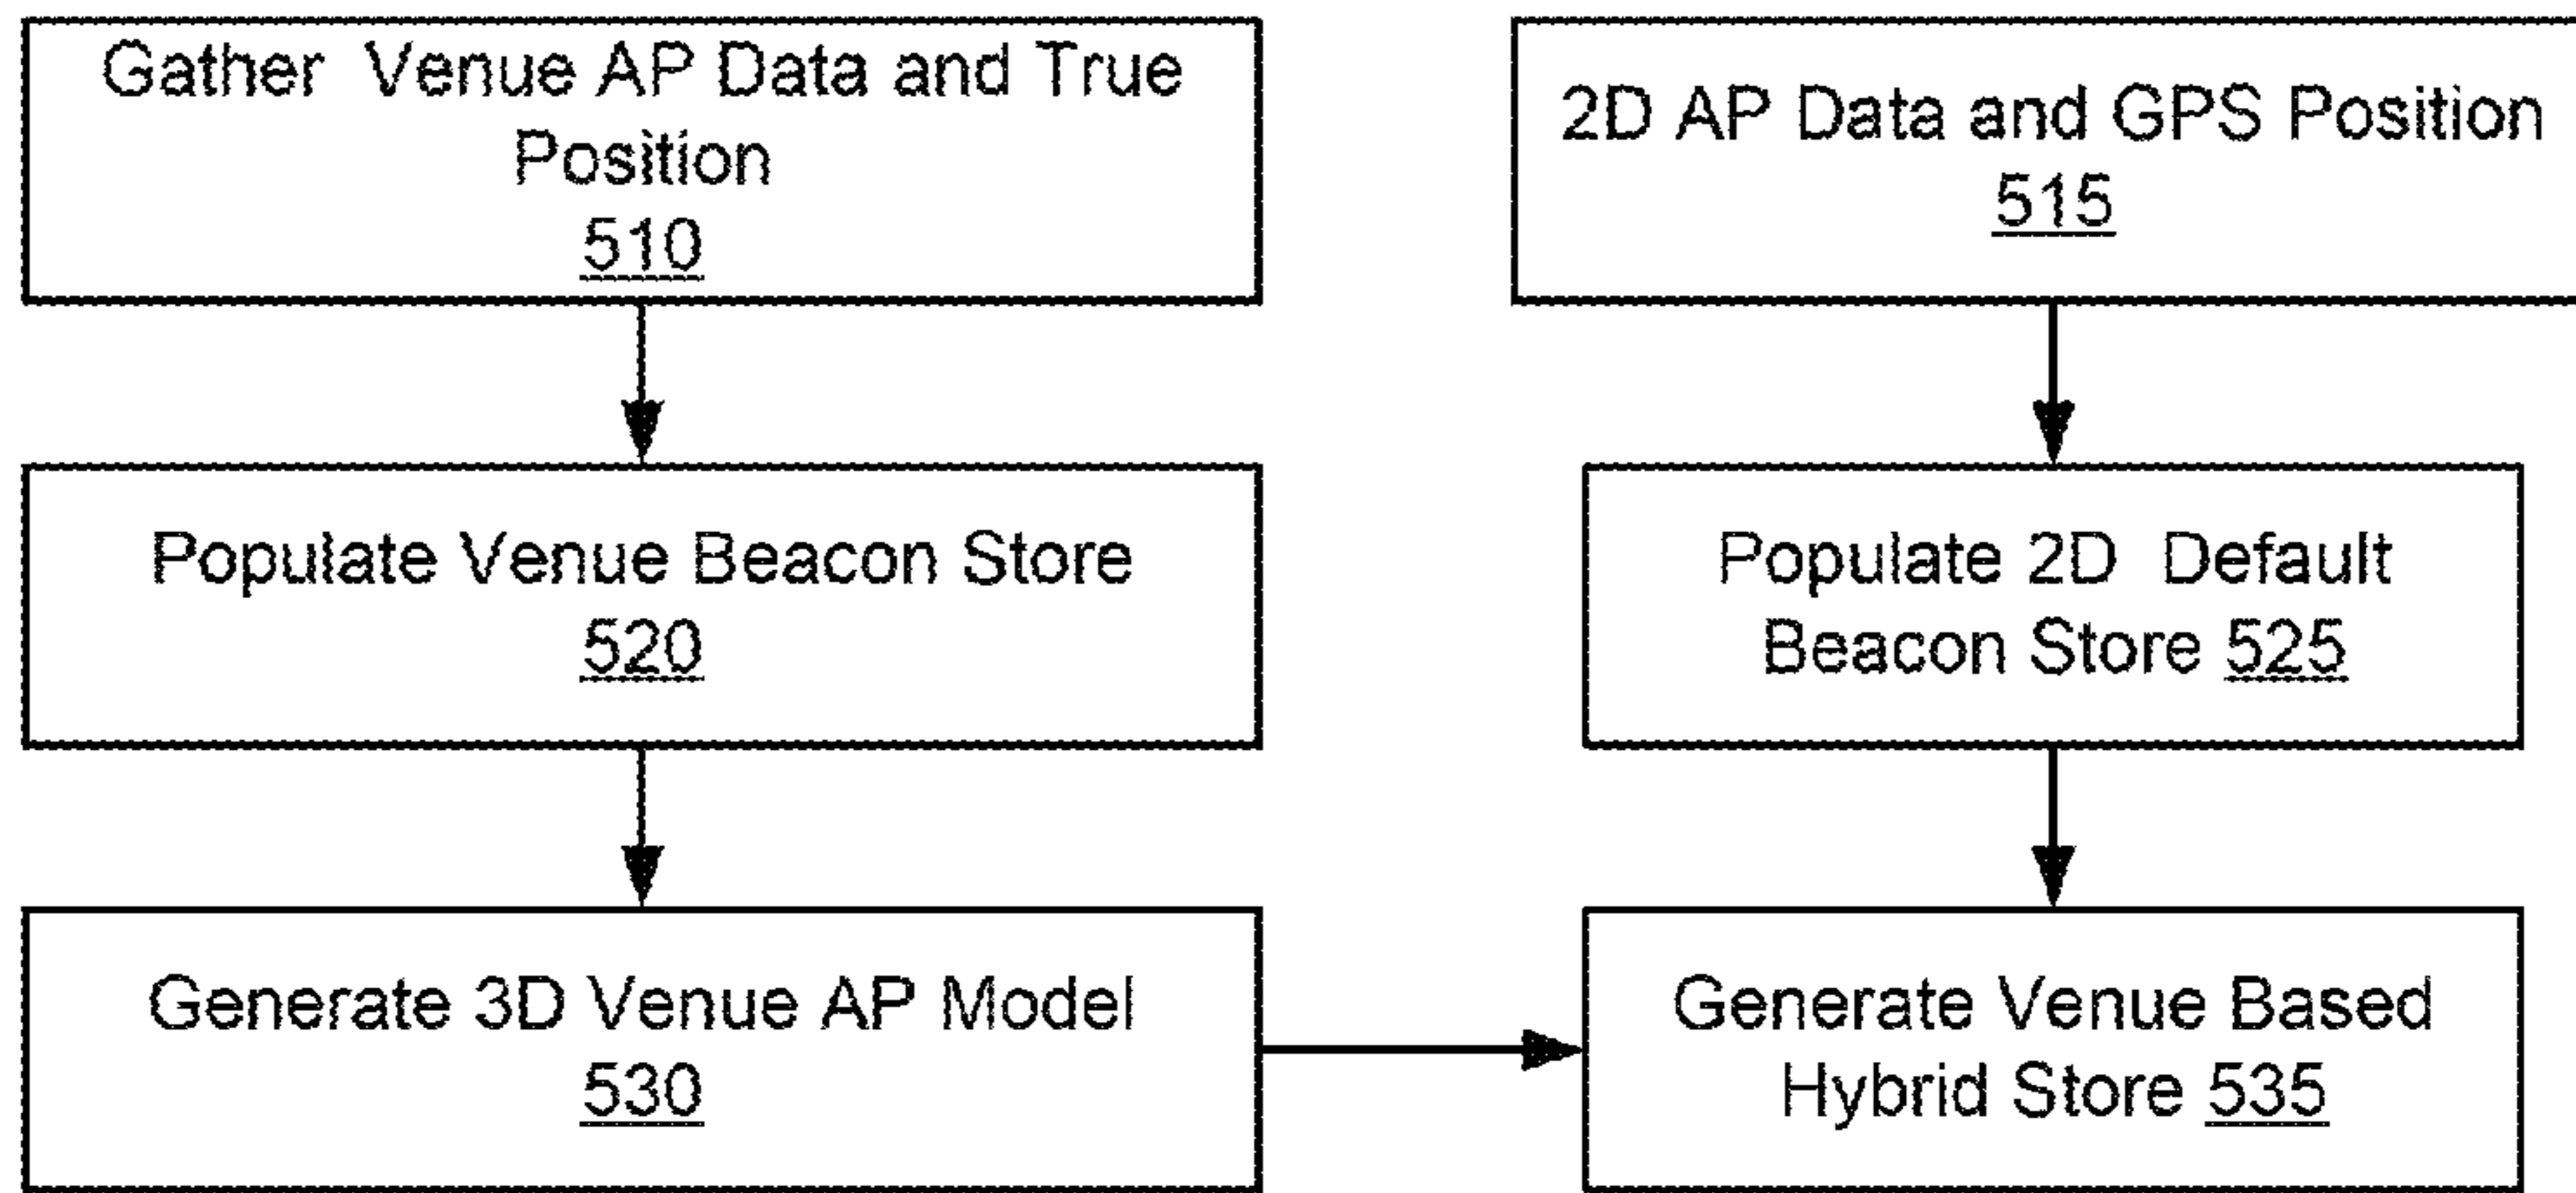 Gather Venue AP Data and True
Position
510
2D AP Data and GPS Position
515
Populate Venue Beacon Store
520
Populate 2D Default
Beacon Store 525
Generate 3D Venue AP Model
530
Generate Venue Based
Hybrid Store 535